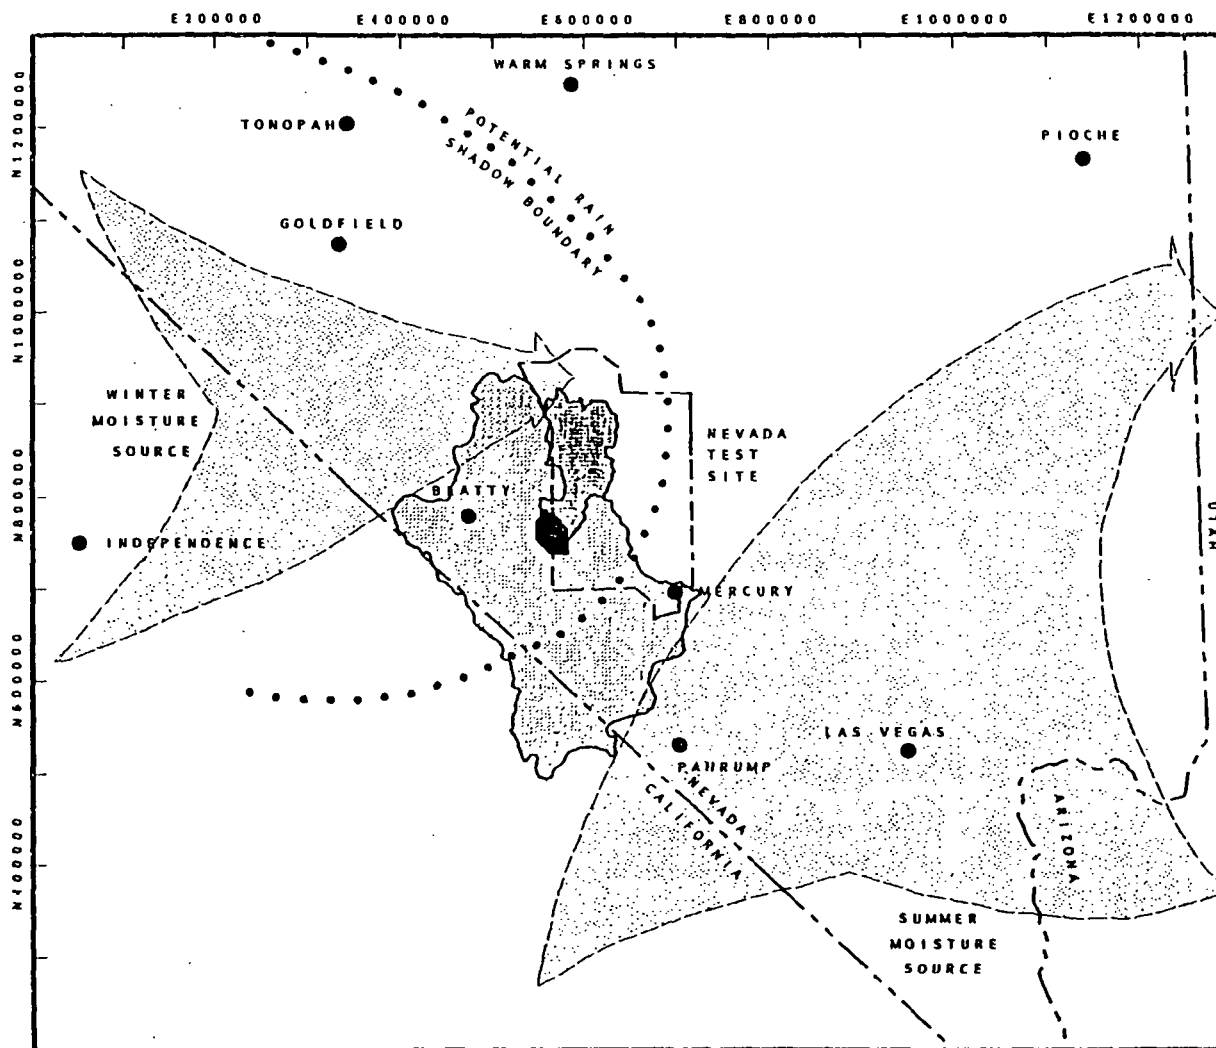 E200000 E400000 E600000 E800000 E1000000 E1200000
WARM SPRINGS
TONOPAH
POTENTIAL RAIN
SHADOW BOUNDARY
PIOCHE
GOLDFIELD
N1200000
N1000000
N800000
N600000
N400000
WINTER
MOISTURE
SOURCE
NEVADA
TEST
SITE
BEATTY
INDEPENDENCE
MERCURY
UTAH
LAS VEGAS
PAHRUMP
NEVADA
CALIFORNIA
ARIZONA
SUMMER
MOISTURE
SOURCE